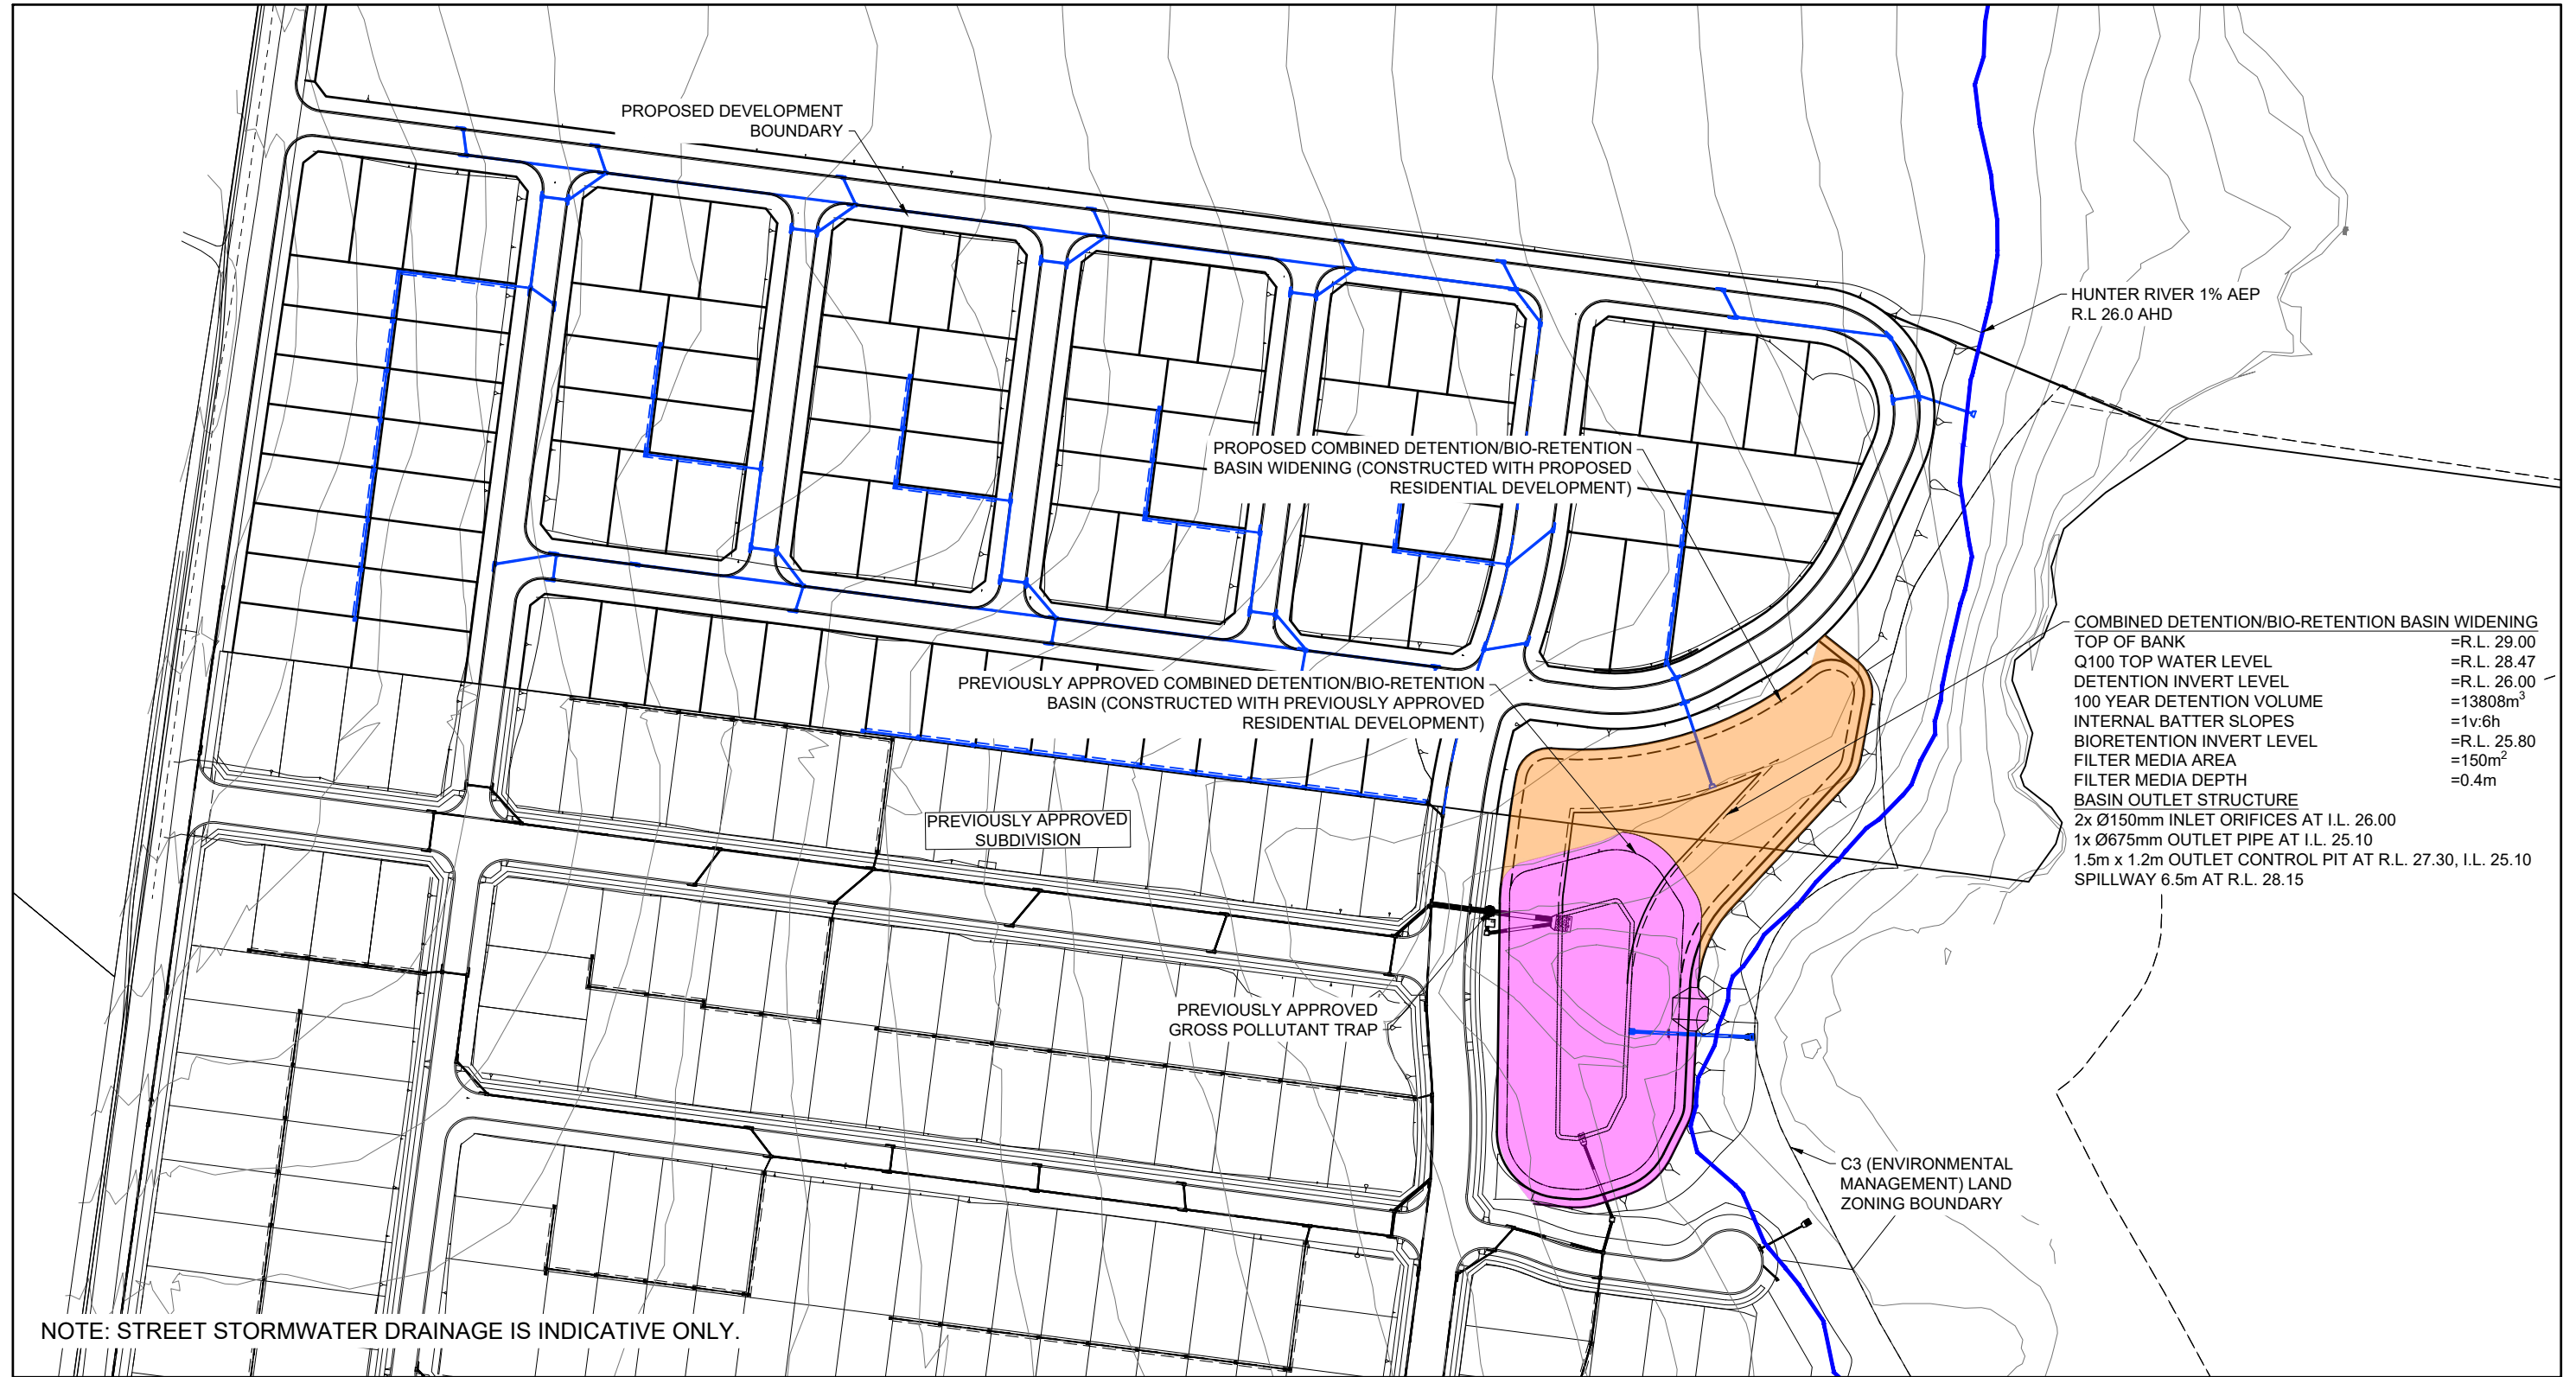 PROPOSED DEVELOPMENT
BOUNDARY
HUNTER RIVER 1% AEP
R.L 26.0 AHD
PROPOSED COMBINED DETENTION/BIO-RETENTION
BASIN WIDENING (CONSTRUCTED WITH PROPOSED
RESIDENTIAL DEVELOPMENT)
COMBINED DETENTION/BIO-RETENTION BASIN WIDENING
TOP OF BANK =R.L. 29.00
Q100 TOP WATER LEVEL =R.L. 28.47
DETENTION INVERT LEVEL =R.L. 26.00
100 YEAR DETENTION VOLUME =13808m³
INTERNAL BATTER SLOPES =1v:6h
BIORETENTION INVERT LEVEL =R.L. 25.80
FILTER MEDIA AREA =150m²
FILTER MEDIA DEPTH =0.4m
BASIN OUTLET STRUCTURE
2x Ø150mm INLET ORIFICES AT I.L. 26.00
1x Ø675mm OUTLET PIPE AT I.L. 25.10
1.5m x 1.2m OUTLET CONTROL PIT AT R.L. 27.30, I.L. 25.10
SPILLWAY 6.5m AT R.L. 28.15
PREVIOUSLY APPROVED COMBINED DETENTION/BIO-RETENTION
BASIN (CONSTRUCTED WITH PREVIOUSLY APPROVED
RESIDENTIAL DEVELOPMENT)
PREVIOUSLY APPROVED
SUBDIVISION
PREVIOUSLY APPROVED
GROSS POLLUTANT TRAP
C3 (ENVIRONMENTAL
MANAGEMENT) LAND
ZONING BOUNDARY
NOTE: STREET STORMWATER DRAINAGE IS INDICATIVE ONLY.